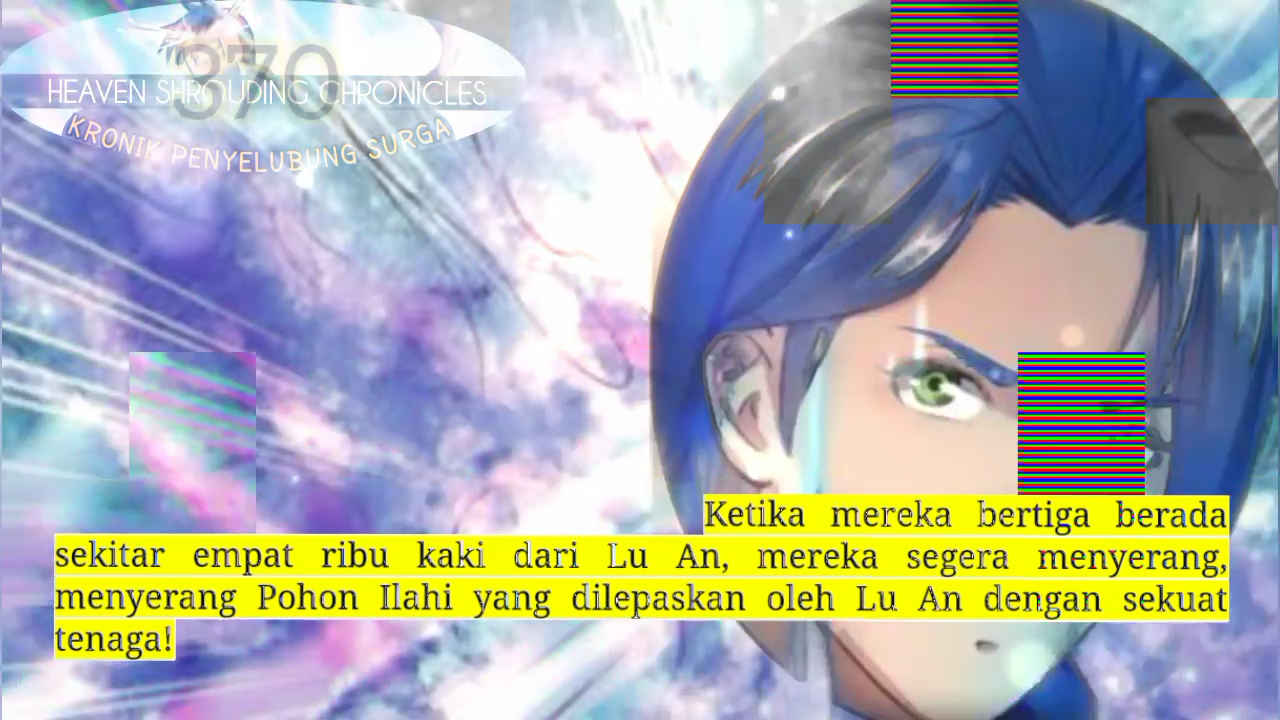 370
HEAVEN SHROUDING CHRONICLES
KRONIK PENYELUBUNG SURGA
Ketika mereka bertiga berada
sekitar empat ribu kaki dari Lu An, mereka segera menyerang,
menyerang Pohon Ilahi yang dilepaskan oleh Lu An dengan sekuat
tenaga!